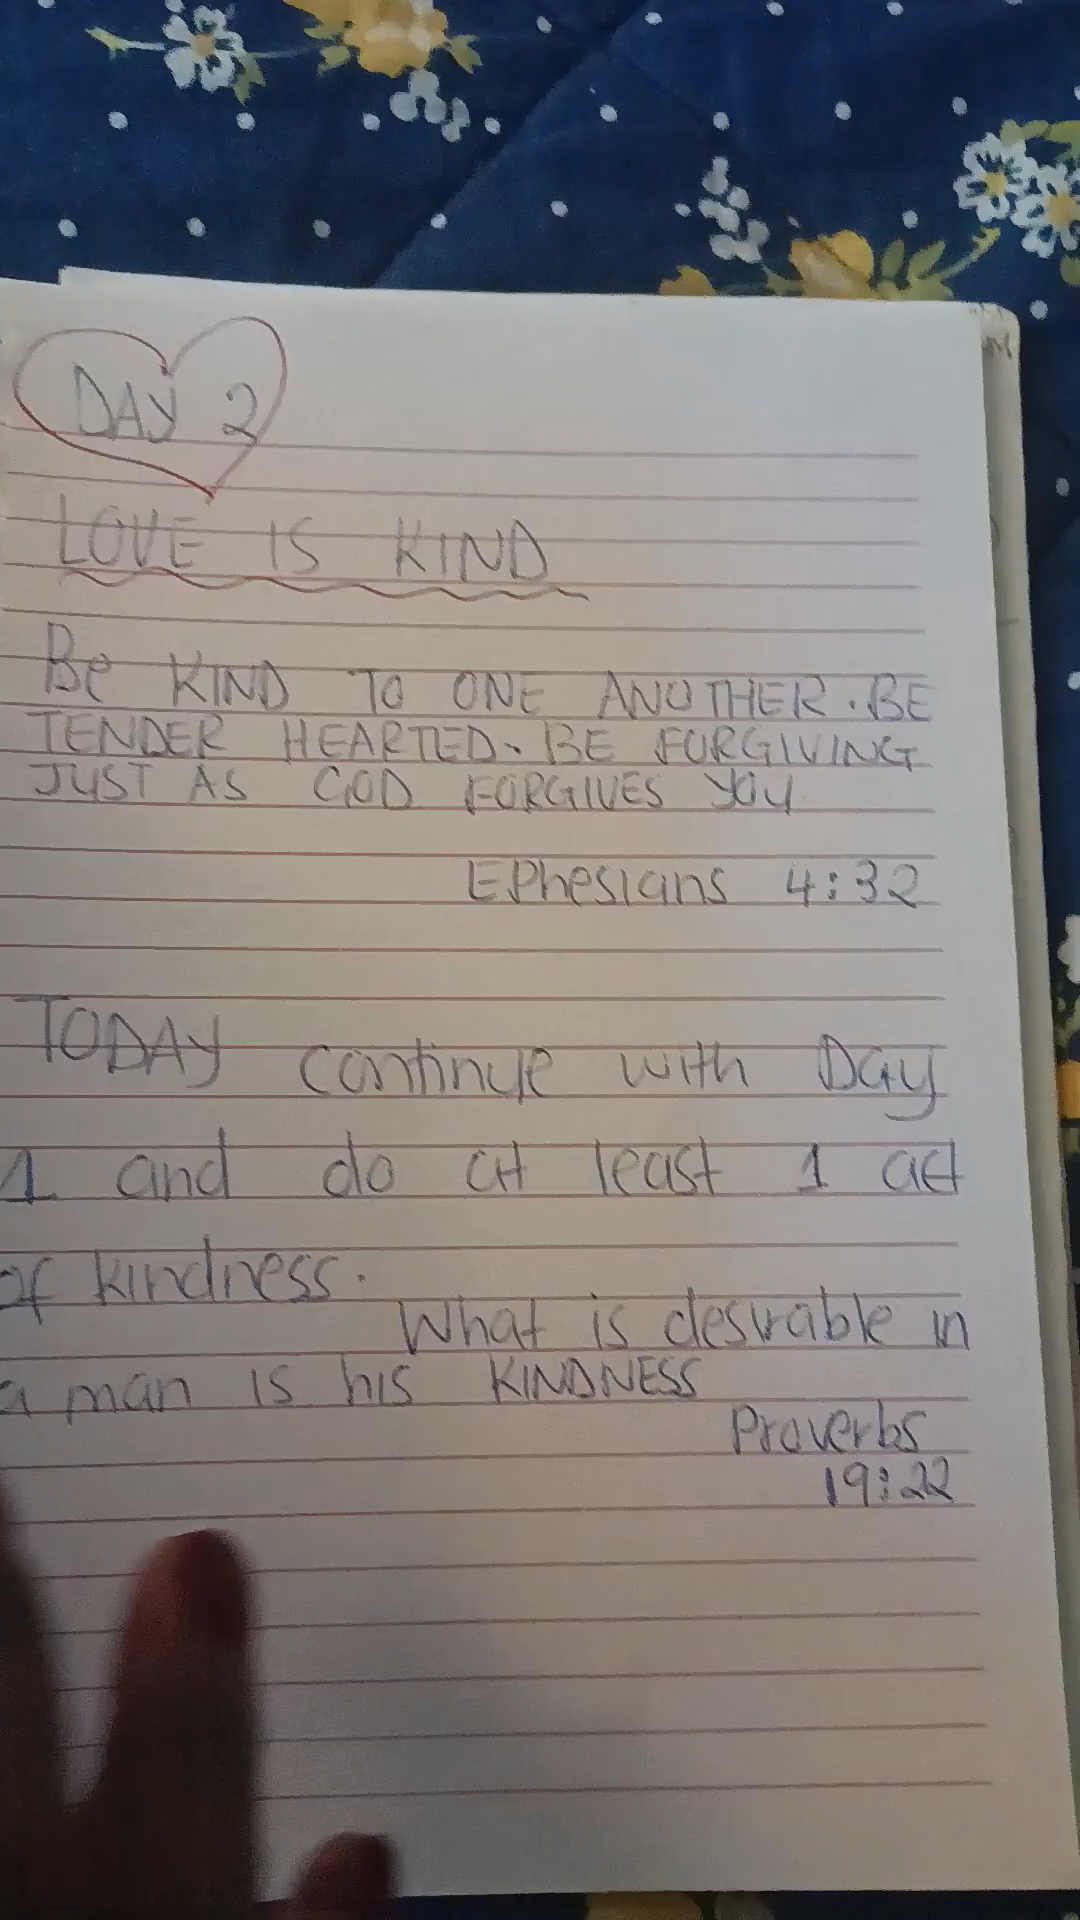 DAY 2
LOVE IS KIND
Be KIND TO ONE ANOTHER. BE
TENDER HEARTED. BE FORGIVING
JUST AS GOD FORGIVES YOU
EPhesians 4:32
TODAY continue with Day
1 and do at least 1 act
of kindness.
What is desirable in
a man is his KINDNESS
Proverbs
19:22